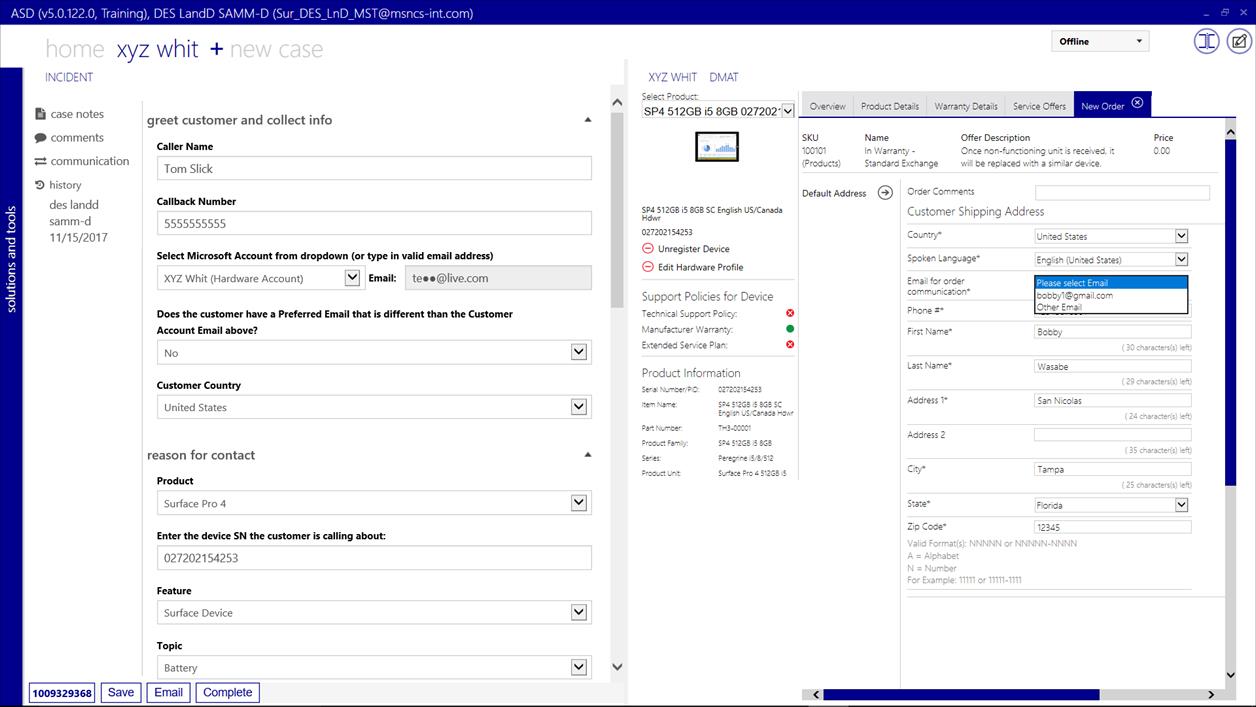 ASD (v5.0.122.0, Training), DES LandD SAMM-D (Sur_DES_LnD_MST@msncs-int.com)
home xyz whit + new case
Offline
INCIDENT
solutions and tools
case notes
comments
communication
history
des landd
samm-d
11/15/2017
greet customer and collect info
Caller Name
Tom Slick
Callback Number
5555555555
Select Microsoft Account from dropdown (or type in valid email address)
XYZ Whit (Hardware Account) Email: te●●@live.com
Does the customer have a Preferred Email that is different than the Customer
Account Email above?
No
Customer Country
United States
reason for contact
Product
Surface Pro 4
Enter the device SN the customer is calling about:
027202154253
Feature
Surface Device
Topic
Battery
1009329368 Save Email Complete
XYZ WHIT DMAT
Select Product:
SP4 512GB i5 8GB 027202
SP4 512GB i5 8GB SC English US/Canada
Hdwr
027202154253
Unregister Device
Edit Hardware Profile
Support Policies for Device
Technical Support Policy:
Manufacturer Warranty:
Extended Service Plan:
Product Information
Serial Number/PID: 027202154253
Item Name: SP4 512GB i5 8GB SC
English US/Canada Hdwr
Part Number: TH3-00001
Product Family: SP4 512GB i5 8GB
Series: Peregrine i5/8/512
Product Unit: Surface Pro 4 512GB i5
Overview Product Details Warranty Details Service Offers New Order
SKU Name Offer Description Price
100101 In Warranty - Once non-functioning unit is received, it 0.00
(Products) Standard Exchange will be replaced with a similar device.
Default Address
Order Comments
Customer Shipping Address
Country* United States
Spoken Language* English (United States)
Email for order
communication*
Please select Email
bobby1@gmail.com
Other Email
Phone #*
First Name* Bobby
( 30 characters(s) left)
Last Name* Wasabe
( 29 characters(s) left)
Address 1* San Nicolas
( 24 characters(s) left)
Address 2
( 35 characters(s) left)
City* Tampa
( 25 characters(s) left)
State* Florida
Zip Code* 12345
Valid Format(s): NNNNN or NNNNN-NNNN
A = Alphabet
N = Number
For Example: 11111 or 11111-1111